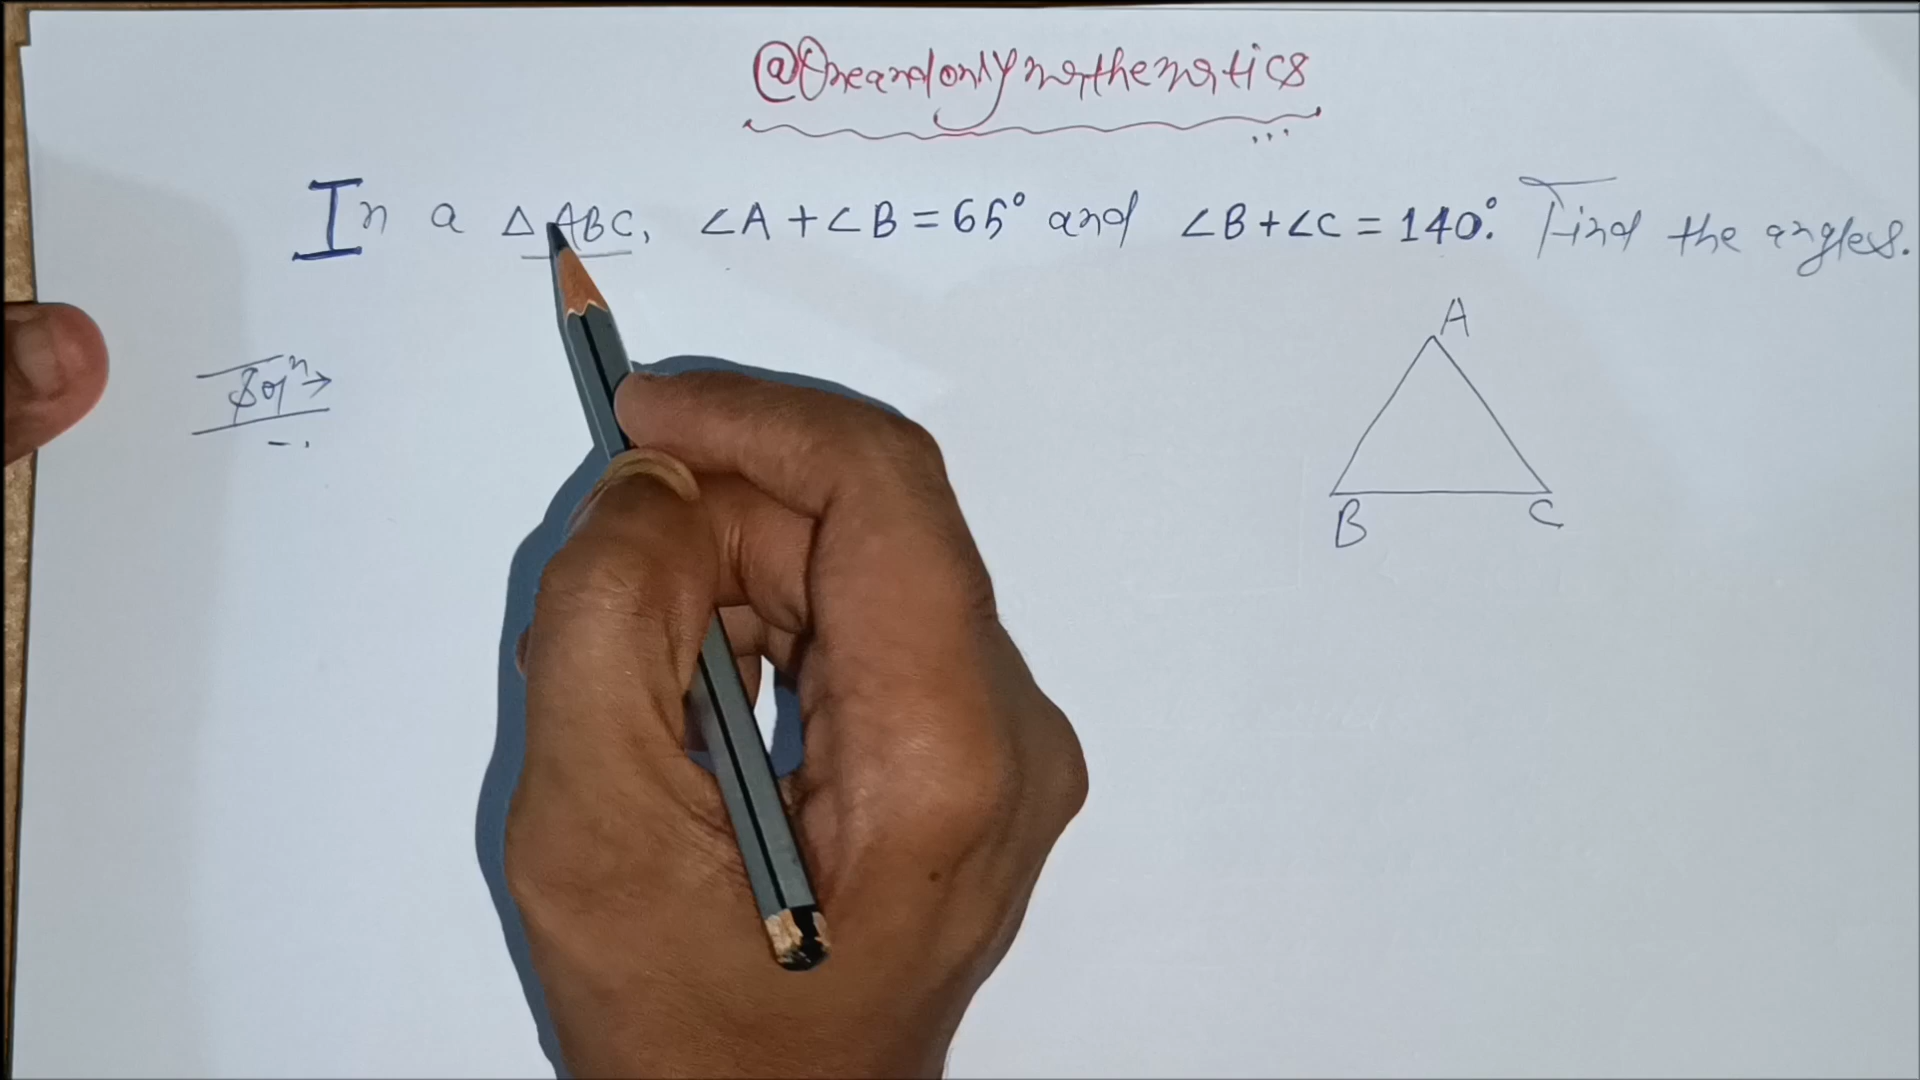 @Oneandonlymathematics
In a △ABC, ∠A+∠B=65° and ∠B+∠C=140°. Find the angles.
Solⁿ→
A
B C